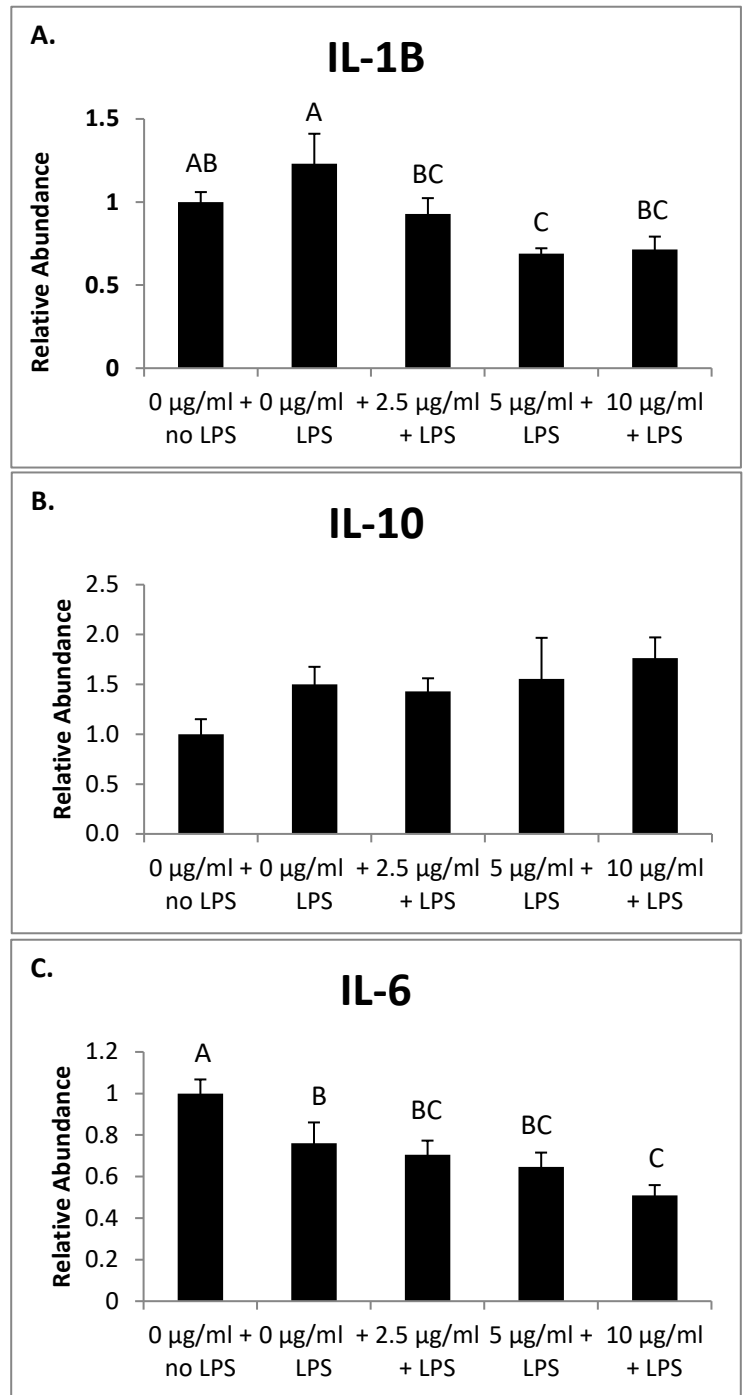 A.
IL-1B
Relative Abundance
1.5
1
0.5
0
AB
A
BC
C
BC
0 µg/ml + 0 µg/ml + 2.5 µg/ml 5 µg/ml + 10 µg/ml
no LPS LPS + LPS LPS + LPS
B.
IL-10
Relative Abundance
2.5
2.0
1.5
1.0
0.5
0.0
0 µg/ml + 0 µg/ml + 2.5 µg/ml 5 µg/ml + 10 µg/ml
no LPS LPS + LPS LPS + LPS
C.
IL-6
Relative Abundance
1.2
1
0.8
0.6
0.4
0.2
0
A
B
BC
BC
C
0 µg/ml + 0 µg/ml + 2.5 µg/ml 5 µg/ml + 10 µg/ml
no LPS LPS + LPS LPS + LPS